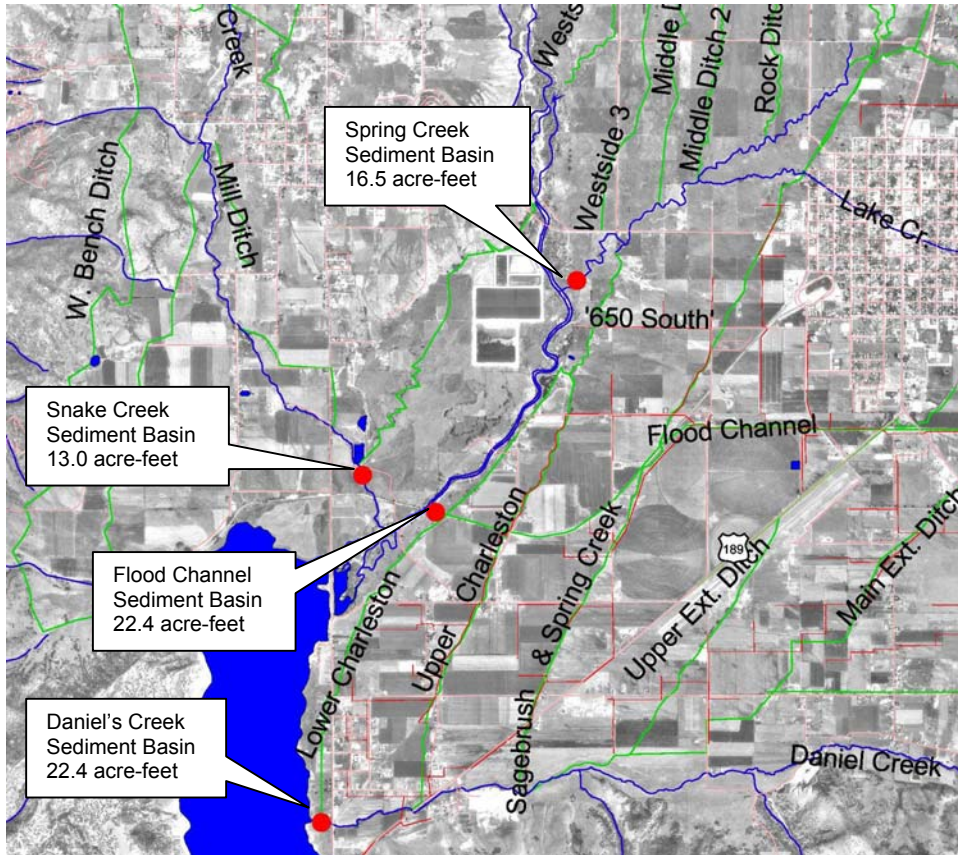 Creek
Wests
Middle D
Middle Ditch 2
Rock Ditc
Spring Creek
Sediment Basin
16.5 acre-feet
Westside 3
W. Bench Ditch
Mill Ditch
Lake Cr.
'650 South'
Snake Creek
Sediment Basin
13.0 acre-feet
Flood Channel
Flood Channel
Sediment Basin
22.4 acre-feet
Lower Charleston
Upper Charleston
Sagebrush & Spring Creek
189
Upper Ext. Ditch
Main Ext. Ditch
Daniel's Creek
Sediment Basin
22.4 acre-feet
Daniel Creek